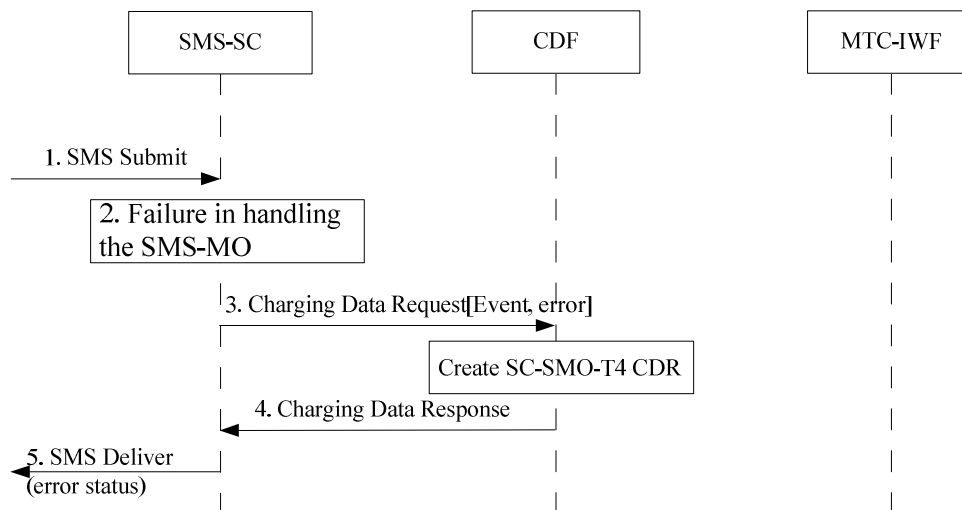 SMS-SC
CDF
MTC-IWF
1. SMS Submit
2. Failure in handling
the SMS-MO
3. Charging Data Request[Event, error]
Create SC-SMO-T4 CDR
4. Charging Data Response
5. SMS Deliver
(error status)